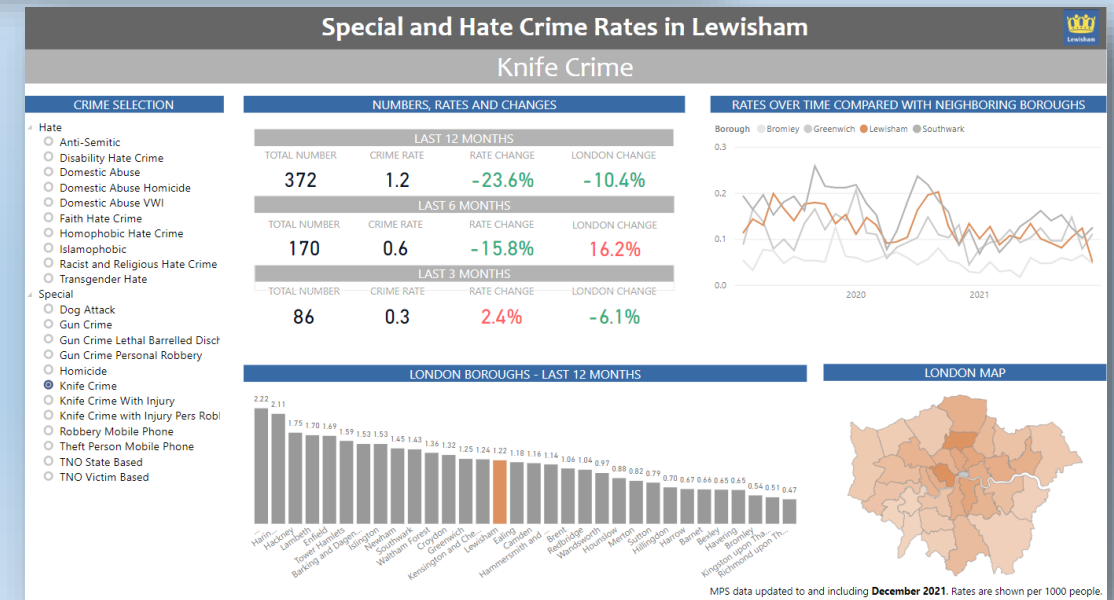 Special and Hate Crime Rates in Lewisham
Lewisham
Knife Crime
CRIME SELECTION
Hate
Anti-Semitic
Disability Hate Crime
Domestic Abuse
Domestic Abuse Homicide
Domestic Abuse VWI
Faith Hate Crime
Homophobic Hate Crime
Islamophobic
Racist and Religious Hate Crime
Transgender Hate
Special
Dog Attack
Gun Crime
Gun Crime Lethal Barrelled Disch
Gun Crime Personal Robbery
Homicide
Knife Crime
Knife Crime With Injury
Knife Crime with Injury Pers Robl
Robbery Mobile Phone
Theft Person Mobile Phone
TNO State Based
TNO Victim Based
NUMBERS, RATES AND CHANGES
LAST 12 MONTHS
TOTAL NUMBER CRIME RATE RATE CHANGE LONDON CHANGE
372 1.2 -23.6% -10.4%
LAST 6 MONTHS
TOTAL NUMBER CRIME RATE RATE CHANGE LONDON CHANGE
170 0.6 -15.8% 16.2%
LAST 3 MONTHS
TOTAL NUMBER CRIME RATE RATE CHANGE LONDON CHANGE
86 0.3 2.4% -6.1%
RATES OVER TIME COMPARED WITH NEIGHBORING BOROUGHS
Borough Bromley Greenwich Lewisham Southwark
0.3
0.2
0.1
0.0
2020 2021
LONDON BOROUGHS - LAST 12 MONTHS
2.22 2.11 1.75 1.70 1.69 1.59 1.53 1.53 1.45 1.43 1.36 1.32 1.25 1.24 1.22 1.18 1.16 1.14 1.06 1.04 0.97 0.88 0.82 0.79 0.70 0.67 0.66 0.65 0.65 0.54 0.51 0.47
Harin...
Hackney
Lambeth
Enfield
Tower Hamlets
Barking and Dagen...
Islington
Newham
Southwark
Waltham Forest
Croydon
Greenwich
Kensington and Che...
Lewisham
Ealing
Camden
Hammersmith and ...
Brent
Redbridge
Wandsworth
Hounslow
Merton
Sutton
Hillingdon
Harrow
Barnet
Bexley
Havering
Bromley
Kingston upon Tha...
Richmond upon Th...
LONDON MAP
MPS data updated to and including December 2021. Rates are shown per 1000 people.